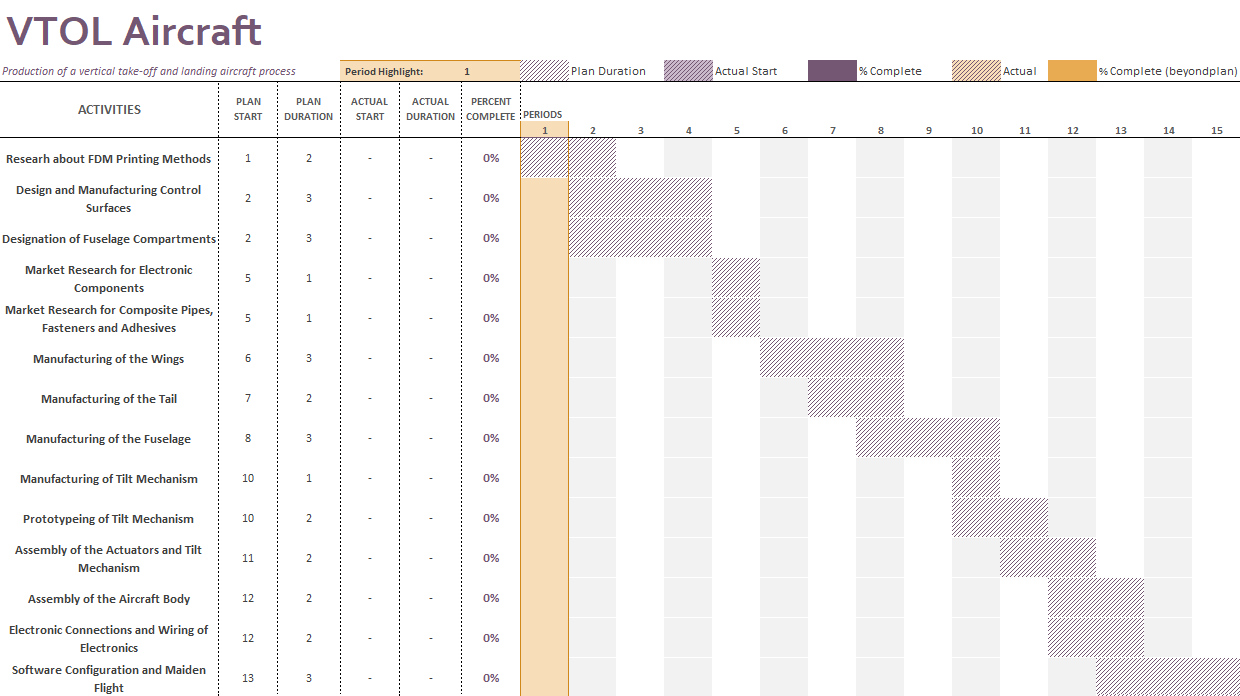 VTOL Aircraft
Production of a vertical take-off and landing aircraft process
Period Highlight: 1
Plan Duration
Actual Start
% Complete
Actual
% Complete (beyondplan)
ACTIVITIES
PLAN
START
PLAN
DURATION
ACTUAL
START
ACTUAL
DURATION
PERCENT
COMPLETE
PERIODS
1 2 3 4 5 6 7 8 9 10 11 12 13 14 15
Researh about FDM Printing Methods 1 2 - - 0%
Design and Manufacturing Control
Surfaces
2 3 - - 0%
Designation of Fuselage Compartments 2 3 - - 0%
Market Research for Electronic
Components
5 1 - - 0%
Market Research for Composite Pipes,
Fasteners and Adhesives
5 1 - - 0%
Manufacturing of the Wings 6 3 - - 0%
Manufacturing of the Tail 7 2 - - 0%
Manufacturing of the Fuselage 8 3 - - 0%
Manufacturing of Tilt Mechanism 10 1 - - 0%
Prototypeing of Tilt Mechanism 10 2 - - 0%
Assembly of the Actuators and Tilt
Mechanism
11 2 - - 0%
Assembly of the Aircraft Body 12 2 - - 0%
Electronic Connections and Wiring of
Electronics
12 2 - - 0%
Software Configuration and Maiden
Flight
13 3 - - 0%